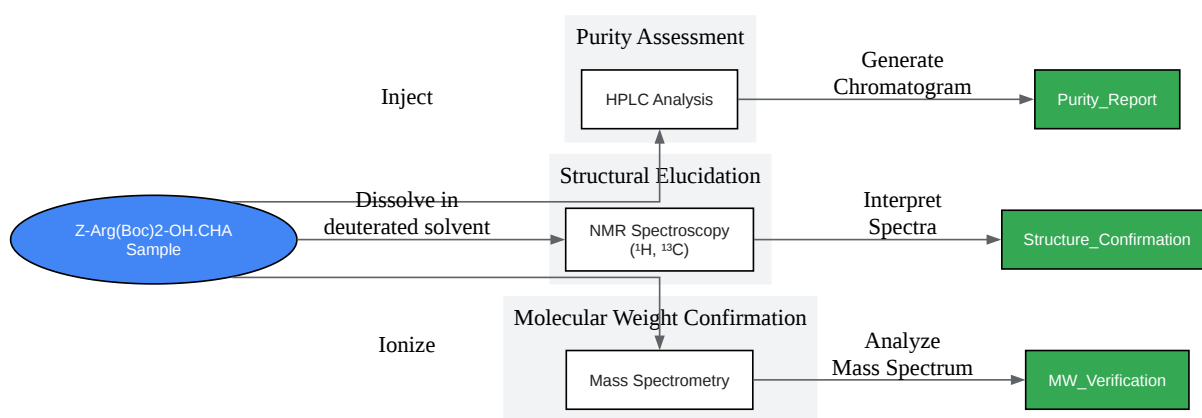 Purity Assessment
Inject
HPLC Analysis
Generate
Chromatogram
Purity_Report
Structural Elucidation
Z-Arg(Boc)2-OH.CHA
Sample
Dissolve in
deuterated solvent
NMR Spectroscopy
(¹H, ¹³C)
Interpret
Spectra
Structure_Confirmation
Molecular Weight Confirmation
Ionize
Mass Spectrometry
Analyze
Mass Spectrum
MW_Verification